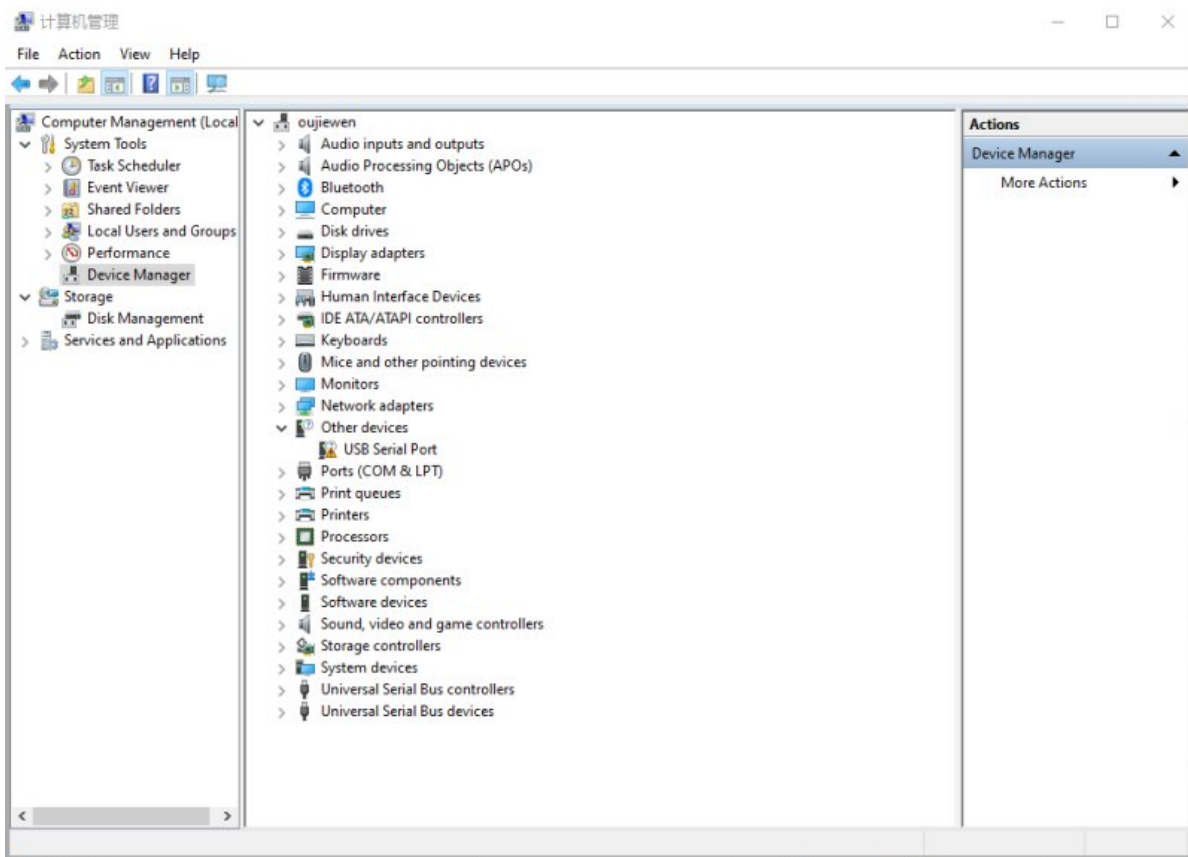 计算机管理
File Action View Help
Computer Management (Local
System Tools
Task Scheduler
Event Viewer
Shared Folders
Local Users and Groups
Performance
Device Manager
Storage
Disk Management
Services and Applications
oujiewen
Audio inputs and outputs
Audio Processing Objects (APOs)
Bluetooth
Computer
Disk drives
Display adapters
Firmware
Human Interface Devices
IDE ATA/ATAPI controllers
Keyboards
Mice and other pointing devices
Monitors
Network adapters
Other devices
USB Serial Port
Ports (COM & LPT)
Print queues
Printers
Processors
Security devices
Software components
Software devices
Sound, video and game controllers
Storage controllers
System devices
Universal Serial Bus controllers
Universal Serial Bus devices
Actions
Device Manager
More Actions